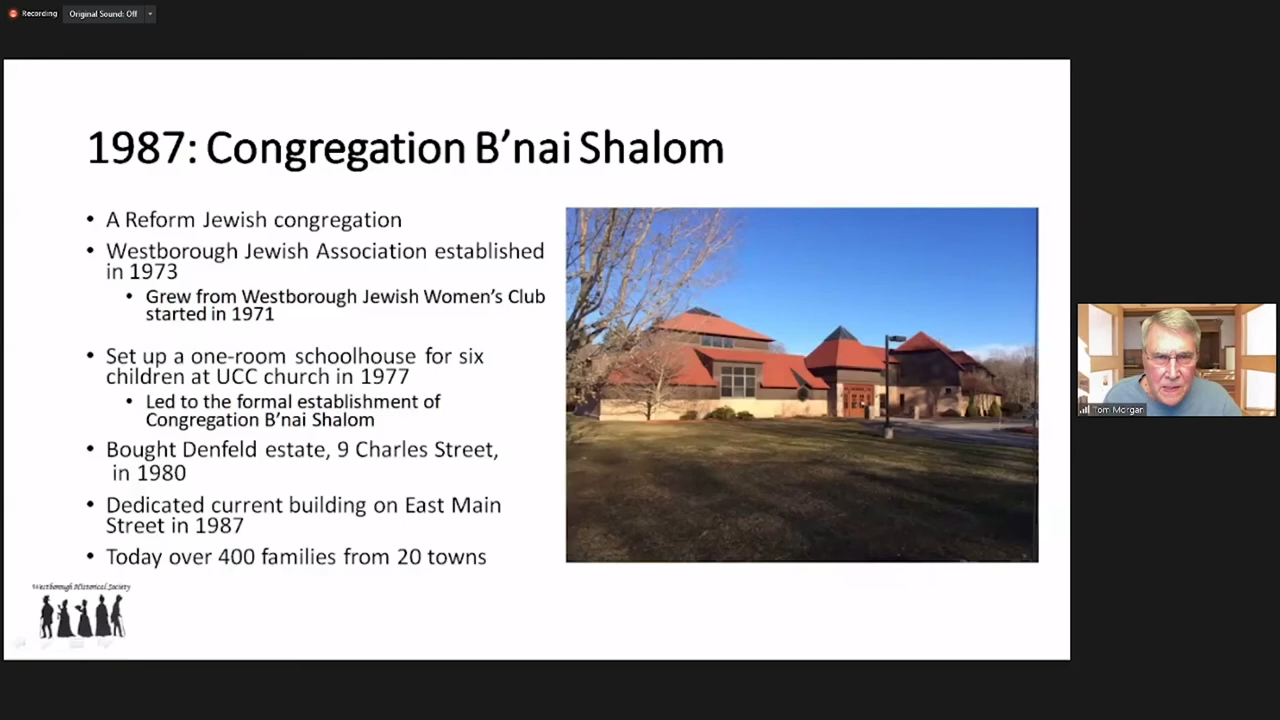 Recording
Original Sound: Off
1987: Congregation B’nai Shalom
• A Reform Jewish congregation
• Westborough Jewish Association established
in 1973
• Grew from Westborough Jewish Women’s Club
started in 1971
• Set up a one-room schoolhouse for six
children at UCC church in 1977
• Led to the formal establishment of
Congregation B’nai Shalom
• Bought Denfeld estate, 9 Charles Street,
in 1980
• Dedicated current building on East Main
Street in 1987
• Today over 400 families from 20 towns
Westborough Historical Society
Tom Morgan